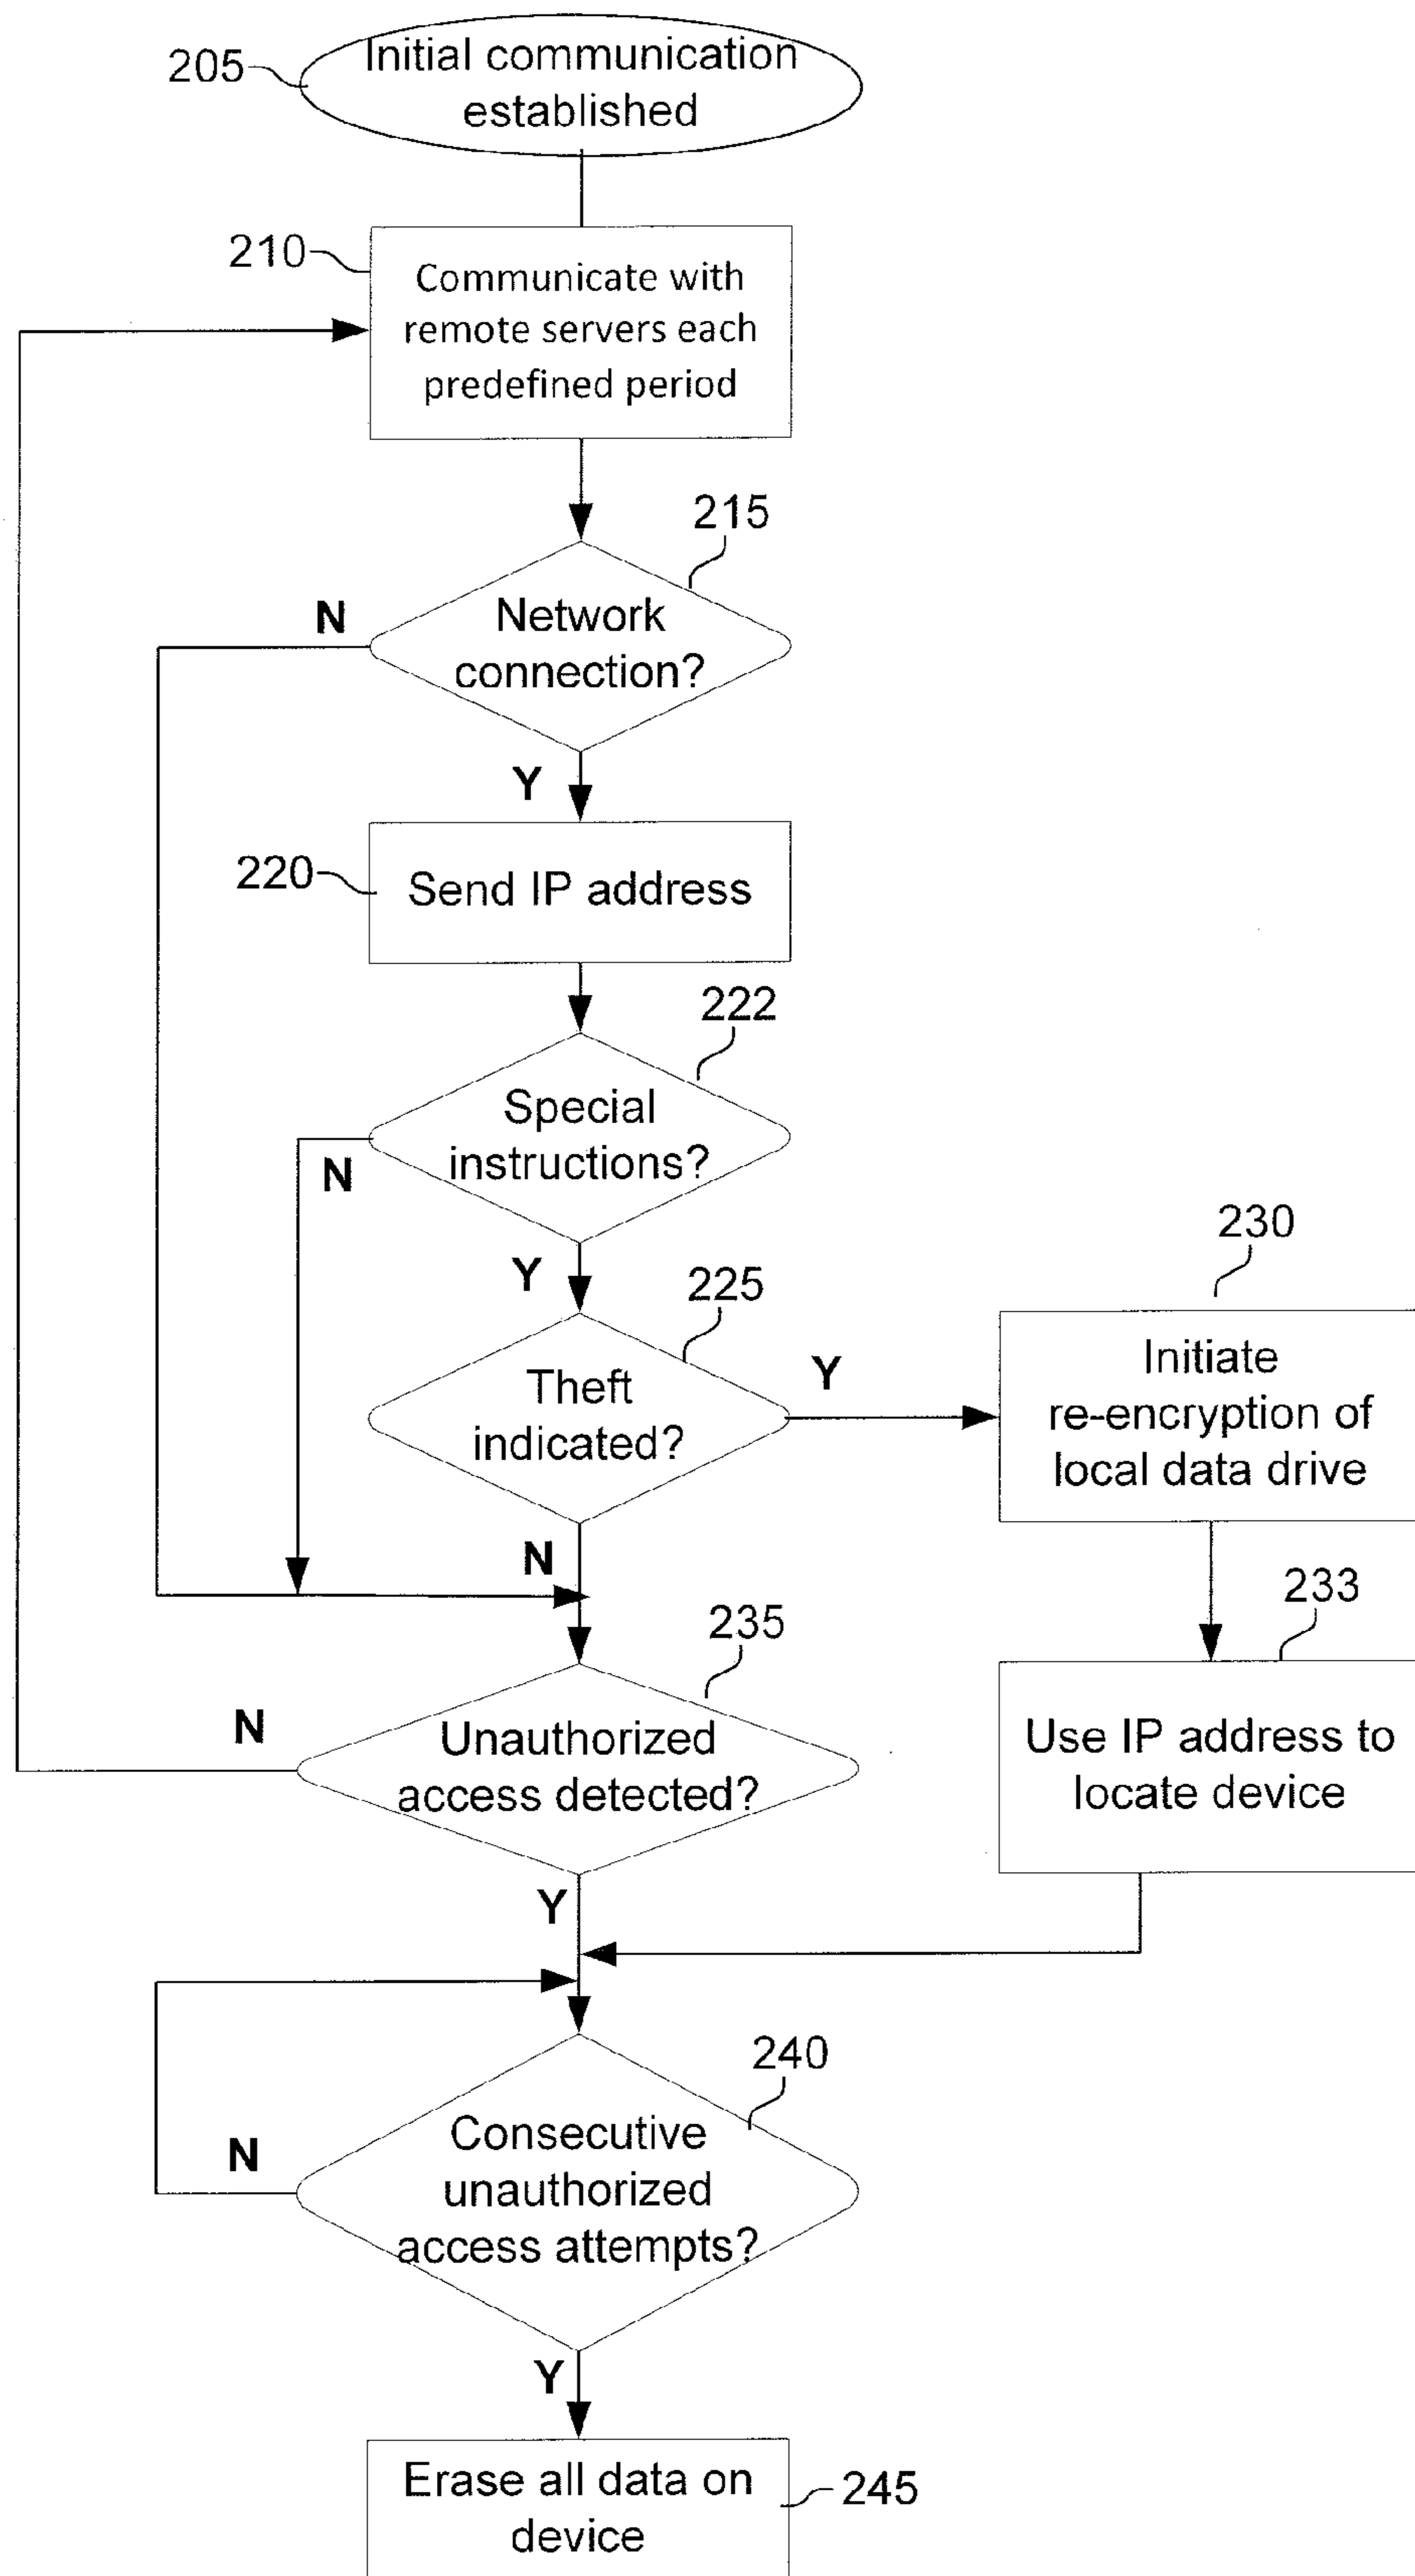 205
Initial communication
established
210
Communicate with
remote servers each
predefined period
215
N
Network
connection?
Y
220
Send IP address
222
Special
instructions?
N
Y
225
Theft
indicated?
Y
N
230
Initiate
re-encryption of
local data drive
233
Use IP address to
locate device
235
N
Unauthorized
access detected?
Y
240
N
Consecutive
unauthorized
access attempts?
Y
Erase all data on
device
245